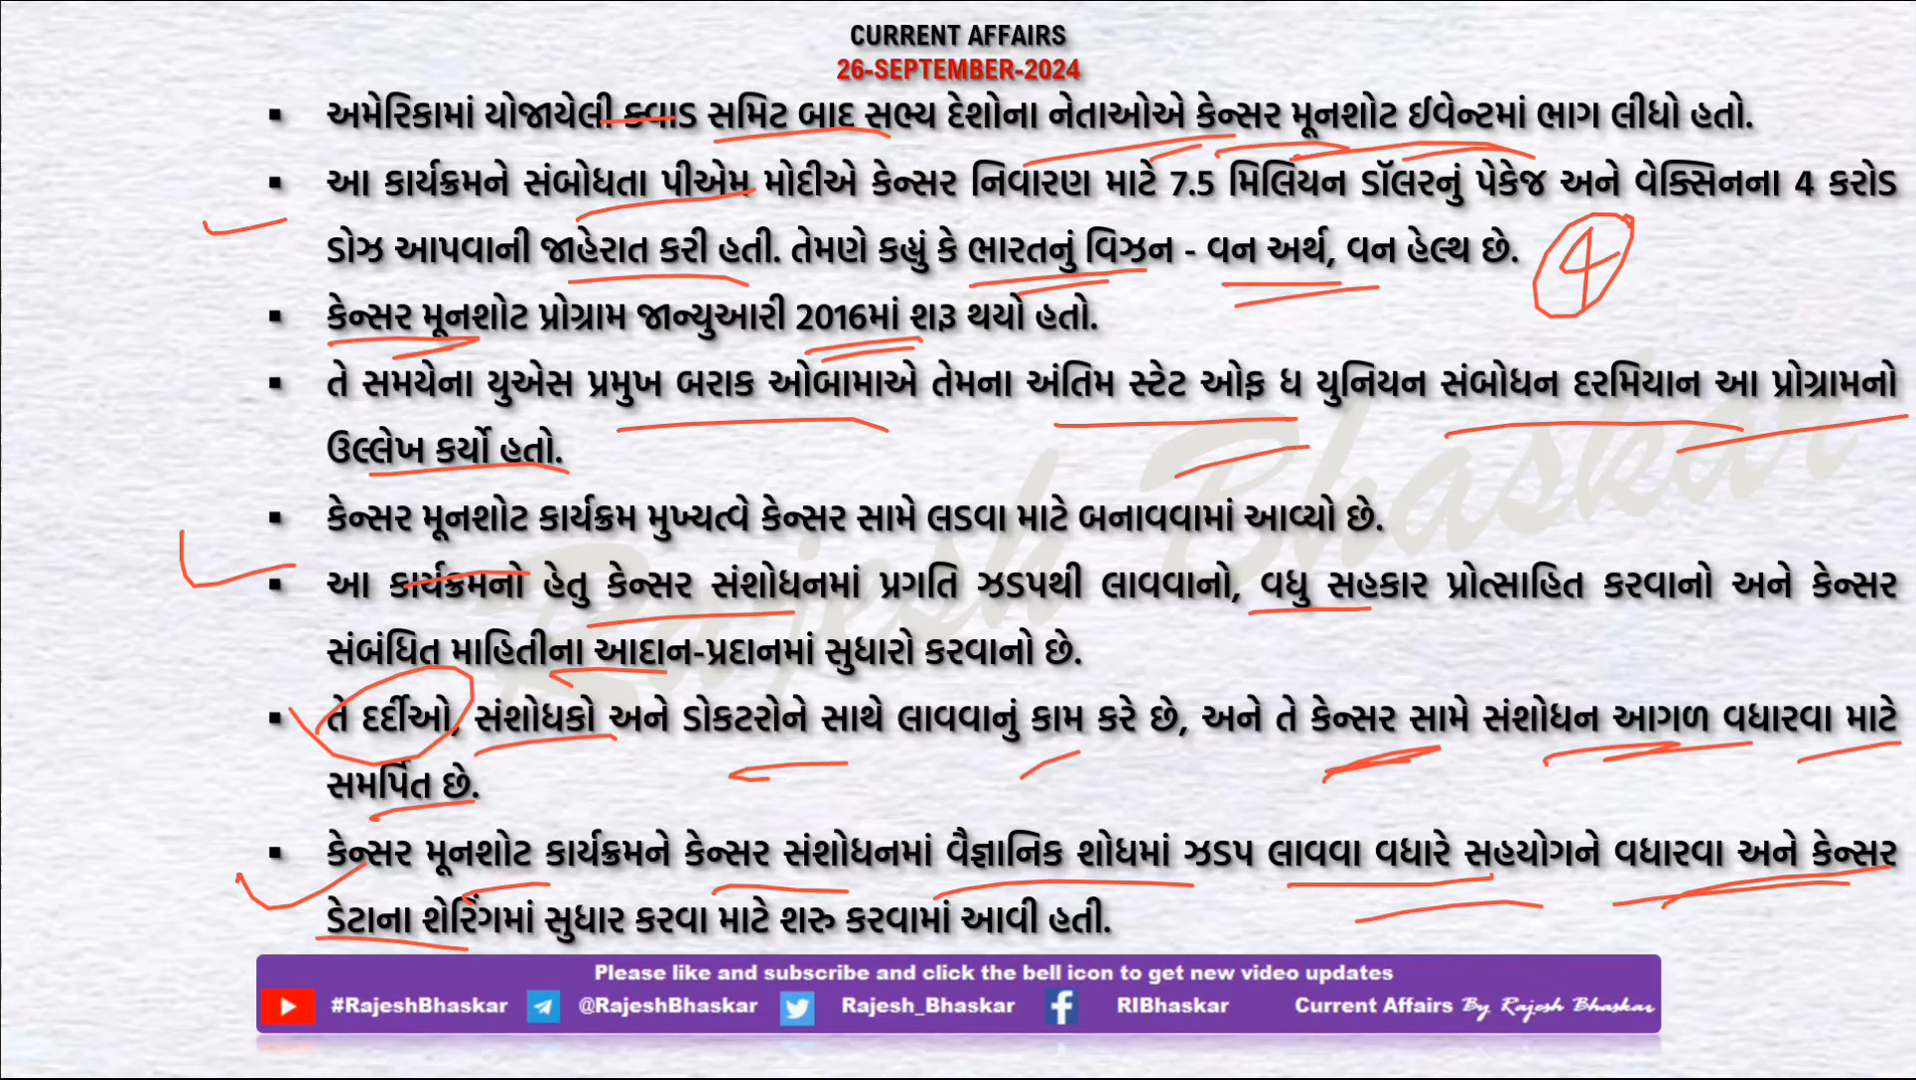 CURRENT AFFAIRS
26-SEPTEMBER-2024
▪ અમેરિકામાં યોજાયેલી ક્વાડ સમિટ બાદ સભ્ય દેશોના નેતાઓએ કેન્સર મૂનશોટ ઈવેન્ટમાં ભાગ લીધો હતો.
▪ આ કાર્યક્રમને સંબોધતા પીએમ મોદીએ કેન્સર નિવારણ માટે 7.5 મિલિયન ડૉલરનું પેકેજ અને વેક્સિનના 4 કરોડ
ડોઝ આપવાની જાહેરાત કરી હતી. તેમણે કહ્યું કે ભારતનું વિઝન - વન અર્થ, વન હેલ્થ છે.
4
▪ કેન્સર મૂનશોટ પ્રોગ્રામ જાન્યુઆરી 2016માં શરૂ થયો હતો.
▪ તે સમયેના યુએસ પ્રમુખ બરાક ઓબામાએ તેમના અંતિમ સ્ટેટ ઓફ ધ યુનિયન સંબોધન દરમિયાન આ પ્રોગ્રામનો
ઉલ્લેખ કર્યો હતો.
▪ કેન્સર મૂનશોટ કાર્યક્રમ મુખ્યત્વે કેન્સર સામે લડવા માટે બનાવવામાં આવ્યો છે.
▪ આ કાર્યક્રમનો હેતુ કેન્સર સંશોધનમાં પ્રગતિ ઝડપથી લાવવાનો, વધુ સહકાર પ્રોત્સાહિત કરવાનો અને કેન્સર
સંબંધિત માહિતીના આદાન-પ્રદાનમાં સુધારો કરવાનો છે.
▪ તે દર્દીઓ, સંશોધકો અને ડોકટરોને સાથે લાવવાનું કામ કરે છે, અને તે કેન્સર સામે સંશોધન આગળ વધારવા માટે
સમર્પિત છે.
▪ કેન્સર મૂનશોટ કાર્યક્રમને કેન્સર સંશોધનમાં વૈજ્ઞાનિક શોધમાં ઝડપ લાવવા વધારે સહયોગને વધારવા અને કેન્સર
ડેટાના શેરિંગમાં સુધાર કરવા માટે શરુ કરવામાં આવી હતી.
Rajesh Bhaskar
Please like and subscribe and click the bell icon to get new video updates
#RajeshBhaskar @RajeshBhaskar Rajesh_Bhaskar RIBhaskar Current Affairs By Rajesh Bhaskar